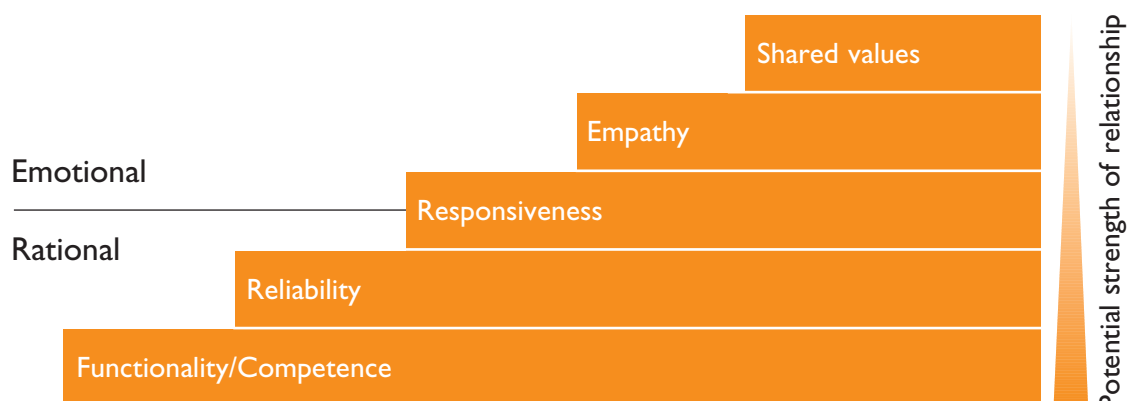 Shared values
Empathy
Emotional
Responsiveness
Rational
Reliability
Functionality/Competence
Potential strength of relationship